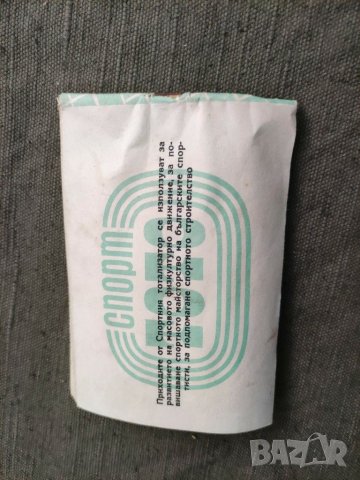 спорт
ТОТО
Приходите от Спортния тотализатор се използуват за
развитието на масовото физкултурно движение, за по-
вишаване спортното майсторство на българските спор-
тисти, за подпомагане спортното строителство
BAZAR